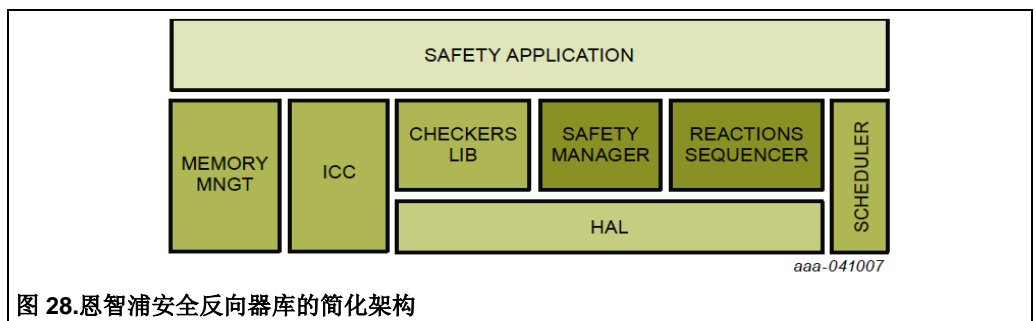 SAFETY APPLICATION
MEMORY
MNGT
ICC
CHECKERS
LIB
SAFETY
MANAGER
REACTIONS
SEQUENCER
SCHEDULER
HAL
aaa-041007
图 28.恩智浦安全反向器库的简化架构